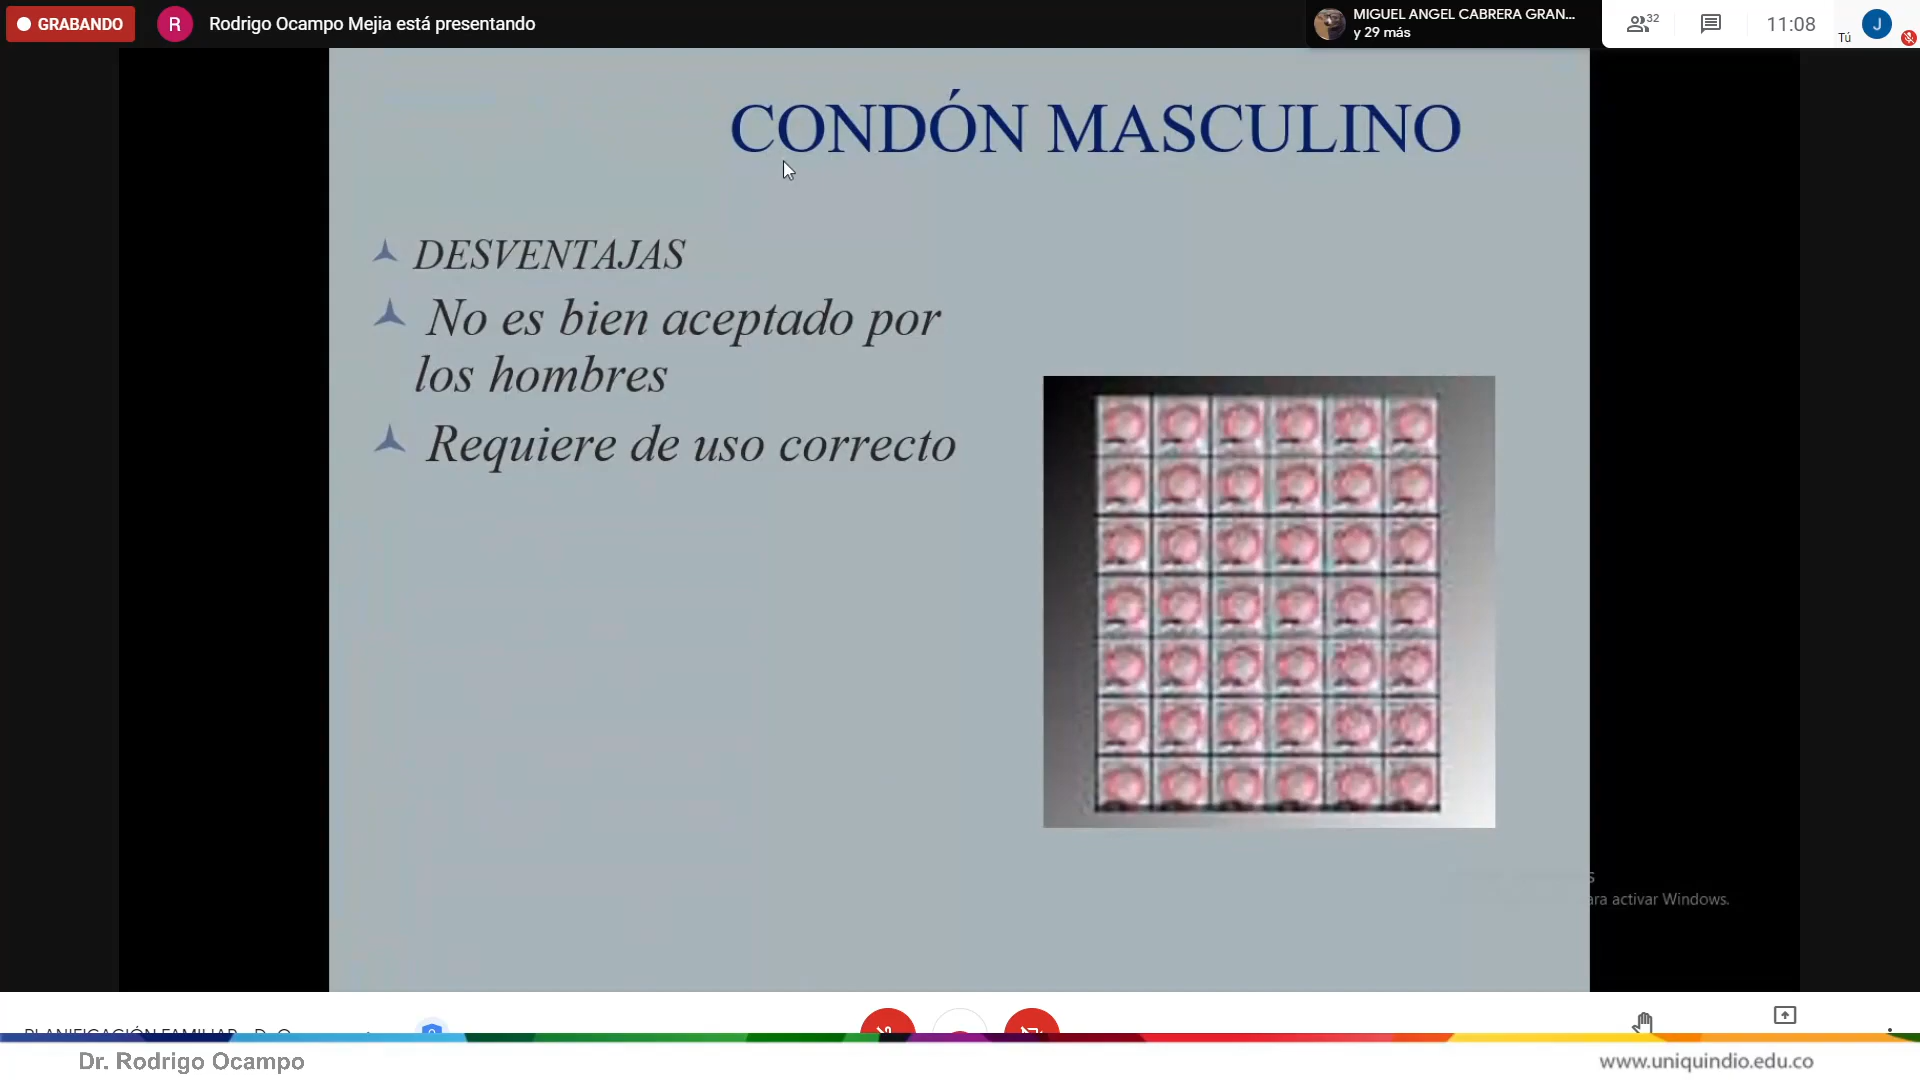 GRABANDO
R
Rodrigo Ocampo Mejia está presentando
MIGUEL ANGEL CABRERA GRAN...
y 29 más
32
11:08
Tú
J
CONDÓN MASCULINO
DESVENTAJAS
No es bien aceptado por
los hombres
Requiere de uso correcto
ara activar Windows.
PLANIFICACIÓN FAMILIAR
Dr. Rodrigo Ocampo
www.uniquindio.edu.co